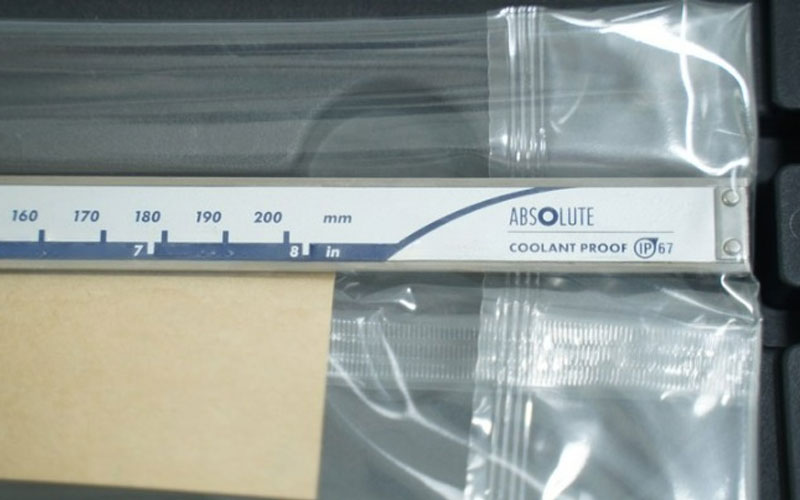 160 170 180 190 200 mm
7 8 in
ABSOLUTE
COOLANT PROOF IP67